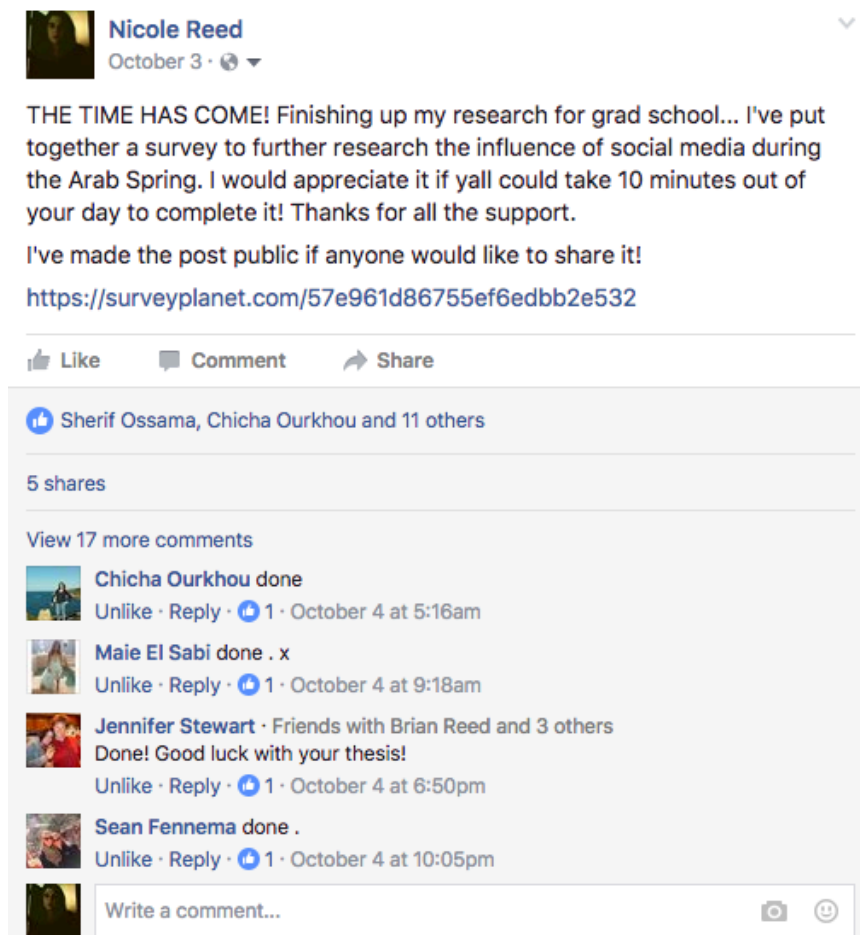 Nicole Reed
October 3 ·
THE TIME HAS COME! Finishing up my research for grad school... I've put
together a survey to further research the influence of social media during
the Arab Spring. I would appreciate it if yall could take 10 minutes out of
your day to complete it! Thanks for all the support.
I've made the post public if anyone would like to share it!
https://surveyplanet.com/57e961d86755ef6edbb2e532
Like Comment Share
Sherif Ossama, Chicha Ourkhou and 11 others
5 shares
View 17 more comments
Chicha Ourkhou done
Unlike · Reply · 1 · October 4 at 5:16am
Maie El Sabi done . x
Unlike · Reply · 1 · October 4 at 9:18am
Jennifer Stewart · Friends with Brian Reed and 3 others
Done! Good luck with your thesis!
Unlike · Reply · 1 · October 4 at 6:50pm
Sean Fennema done .
Unlike · Reply · 1 · October 4 at 10:05pm
Write a comment...